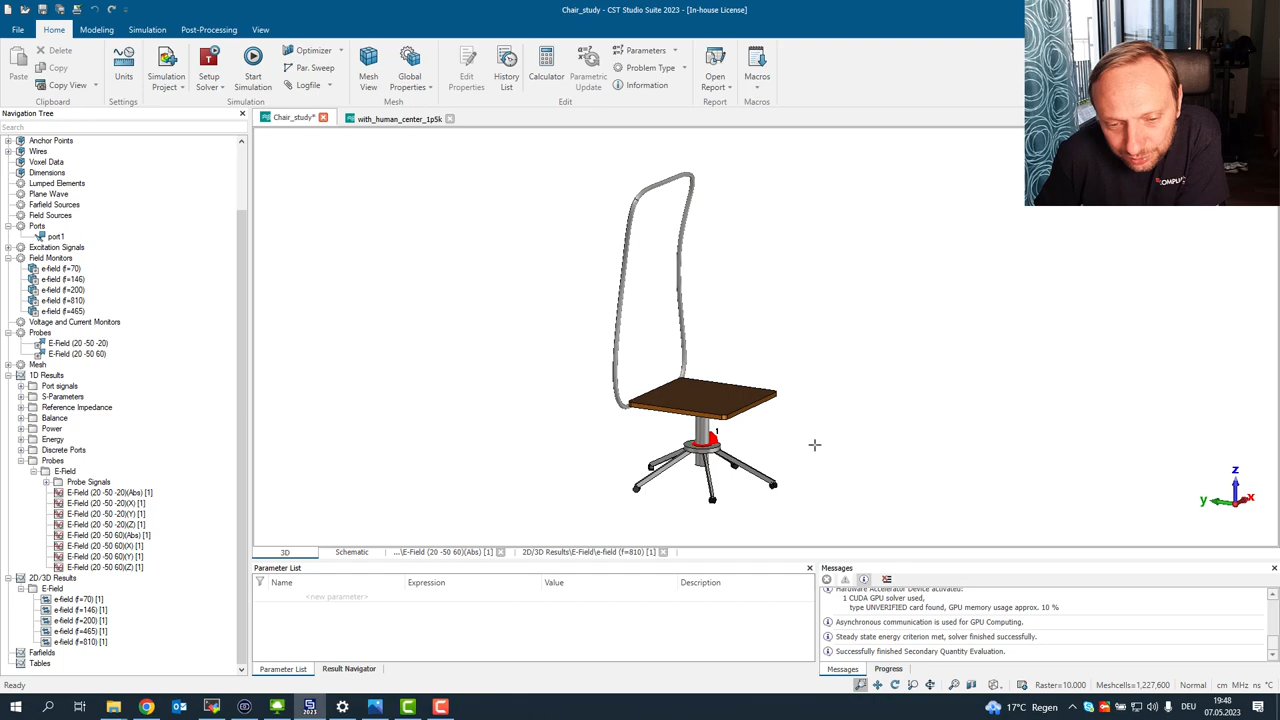 Chair_study - CST Studio Suite 2023 - [In-house License]
File
Home
Modeling
Simulation
Post-Processing
View
Paste
Delete
Copy
Copy View
Clipboard
Units
Settings
Simulation
Project
Setup
Solver
Start
Simulation
Optimizer
Par. Sweep
Logfile
Simulation
Mesh
View
Global
Properties
Mesh
Edit
Properties
History
List
Calculator
Parametric
Update
Parameters
Problem Type
Information
Edit
Open
Report
Report
Macros
Macros
Navigation Tree
Search
Chair_study*
with_human_center_1p5k
Anchor Points
Wires
Voxel Data
Dimensions
Lumped Elements
Plane Wave
Farfield Sources
Field Sources
Ports
port1
Excitation Signals
Field Monitors
e-field (f=70)
e-field (f=146)
e-field (f=200)
e-field (f=810)
e-field (f=465)
Voltage and Current Monitors
Probes
E-Field (20 -50 -20)
E-Field (20 -50 60)
Mesh
1D Results
Port signals
S-Parameters
Reference Impedance
Balance
Power
Energy
Discrete Ports
Probes
E-Field
Probe Signals
E-Field (20 -50 -20)(Abs) [1]
E-Field (20 -50 -20)(X) [1]
E-Field (20 -50 -20)(Y) [1]
E-Field (20 -50 -20)(Z) [1]
E-Field (20 -50 60)(Abs) [1]
E-Field (20 -50 60)(X) [1]
E-Field (20 -50 60)(Y) [1]
E-Field (20 -50 60)(Z) [1]
2D/3D Results
E-Field
e-field (f=70) [1]
e-field (f=146) [1]
e-field (f=200) [1]
e-field (f=465) [1]
e-field (f=810) [1]
Farfields
Tables
1
z
y
x
3D
Schematic
...\E-Field (20 -50 60)(Abs) [1]
2D/3D Results\E-Field\e-field (f=810) [1]
Parameter List
Name
Expression
Value
Description
<new parameter>
Parameter List
Result Navigator
Messages
Hardware Accelerator Device activated:
1 CUDA GPU solver used,
type UNVERIFIED card found, GPU memory usage approx. 10 %
Asynchronous communication is used for GPU Computing.
Steady state energy criterion met, solver finished successfully.
Successfully finished Secondary Quantity Evaluation.
Messages
Progress
Ready
Raster=10.000
Meshcells=1,227,600
Normal
cm MHz ns °C
2023
17°C Regen
DEU
19:48
07.05.2023